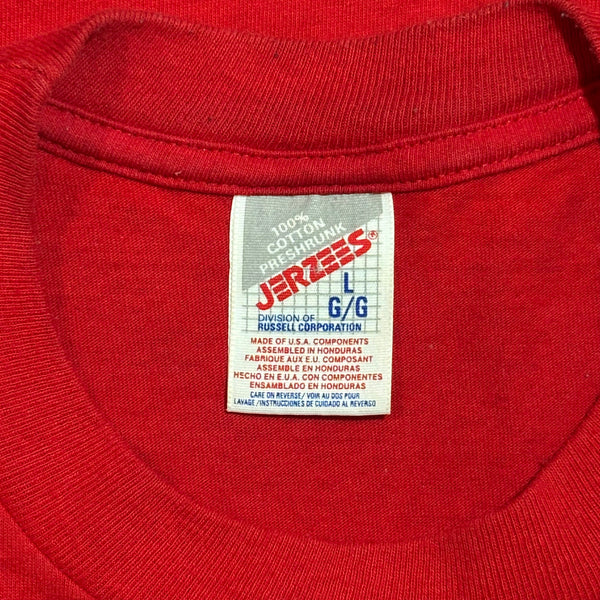 100%
COTTON
PRESHRUNK
JERZEES®
L
G/G
DIVISION OF
RUSSELL CORPORATION
MADE OF U.S.A. COMPONENTS
ASSEMBLED IN HONDURAS
FABRIQUE AUX E.U. COMPOSANT
ASSEMBLE EN HONDURAS
HECHO EN E.U.A. CON COMPONENTES
ENSAMBLADO EN HONDURAS
CARE ON REVERSE/ VOIR AU DOS POUR
LAVAGE/INSTRUCCIONES DE CUIDADO AL REVERSO